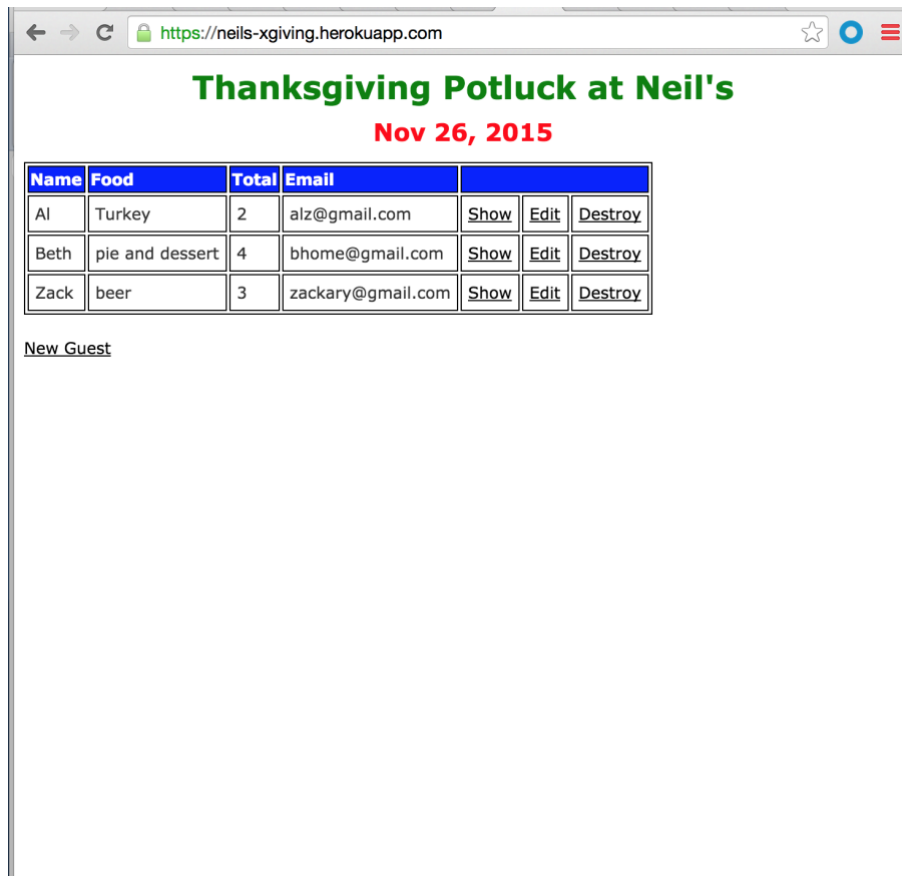 https://neils-xgiving.herokuapp.com
Thanksgiving Potluck at Neil's
Nov 26, 2015
Name Food Total Email
Al Turkey 2 alz@gmail.com Show Edit Destroy
Beth pie and dessert 4 bhome@gmail.com Show Edit Destroy
Zack beer 3 zackary@gmail.com Show Edit Destroy
New Guest